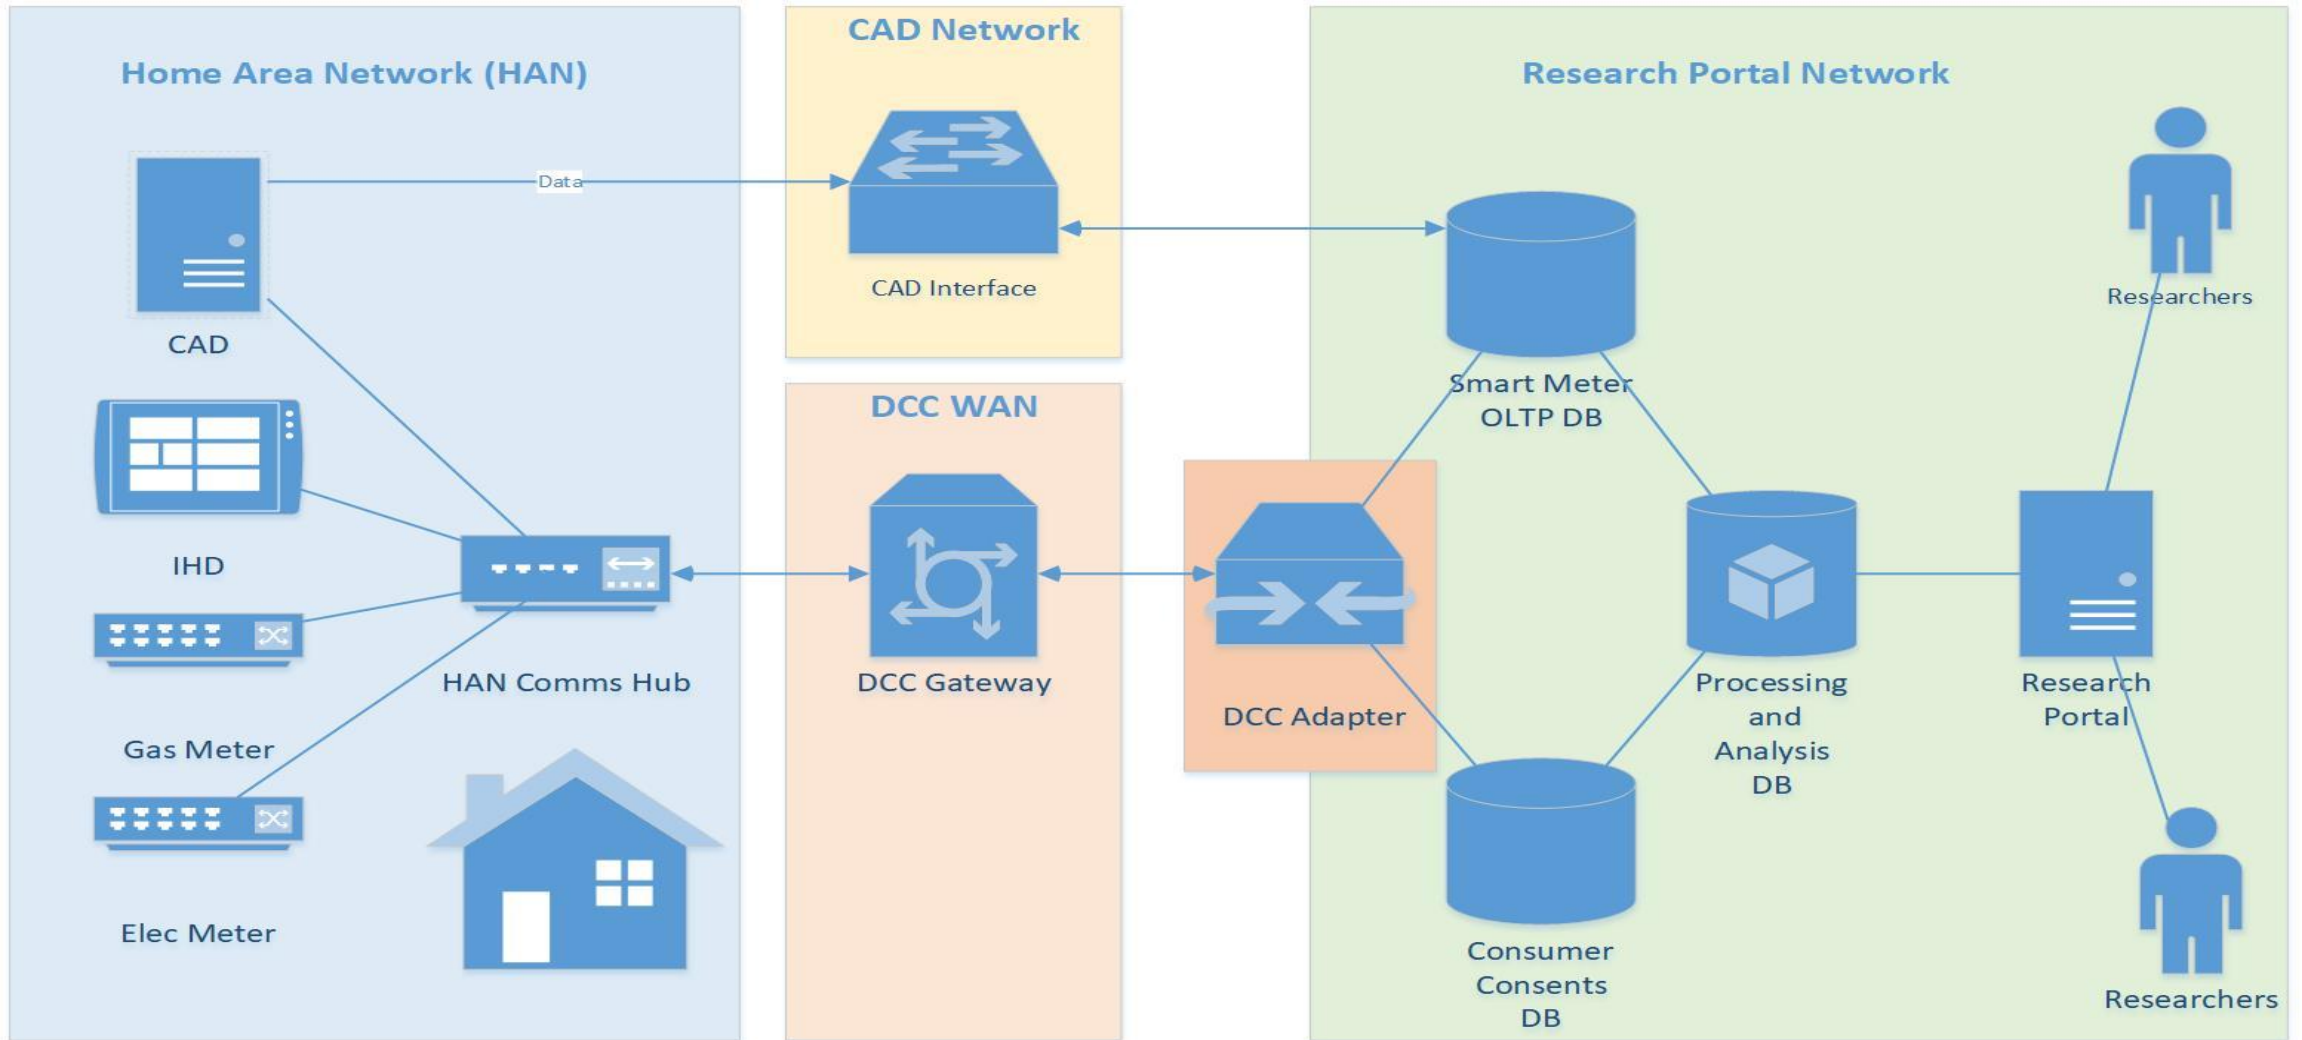 Home Area Network (HAN)
CAD Network
Research Portal Network
Data
CAD Interface
Researchers
CAD
Smart Meter
OLTP DB
DCC WAN
IHD
HAN Comms Hub
DCC Gateway
DCC Adapter
Processing
and
Analysis
DB
Research
Portal
Gas Meter
Elec Meter
Consumer
Consents
DB
Researchers